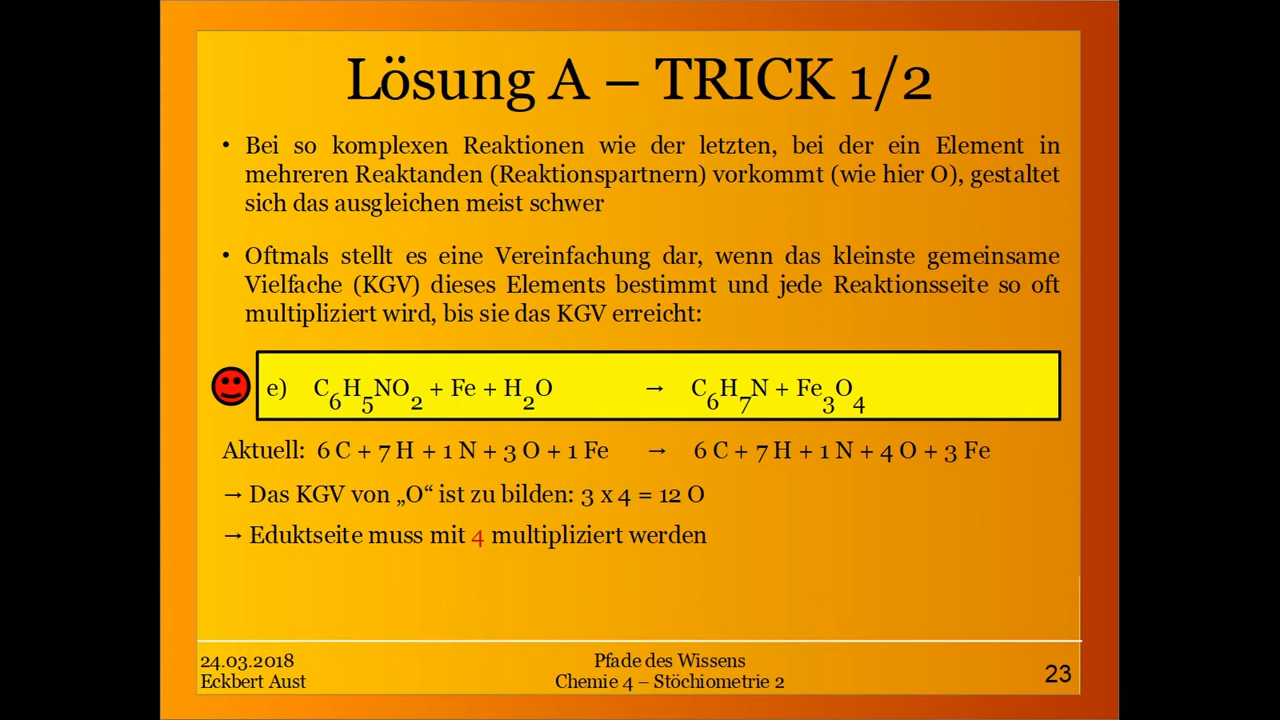 Lösung A – TRICK 1/2
• Bei so komplexen Reaktionen wie der letzten, bei der ein Element in
mehreren Reaktanden (Reaktionspartnern) vorkommt (wie hier O), gestaltet
sich das ausgleichen meist schwer
• Oftmals stellt es eine Vereinfachung dar, wenn das kleinste gemeinsame
Vielfache (KGV) dieses Elements bestimmt und jede Reaktionsseite so oft
multipliziert wird, bis sie das KGV erreicht:
e) C₆H₅NO₂ + Fe + H₂O → C₆H₇N + Fe₃O₄
Aktuell: 6 C + 7 H + 1 N + 3 O + 1 Fe → 6 C + 7 H + 1 N + 4 O + 3 Fe
→ Das KGV von „O“ ist zu bilden: 3 x 4 = 12 O
→ Eduktseite muss mit 4 multipliziert werden
24.03.2018
Eckbert Aust
Pfade des Wissens
Chemie 4 – Stöchiometrie 2
23